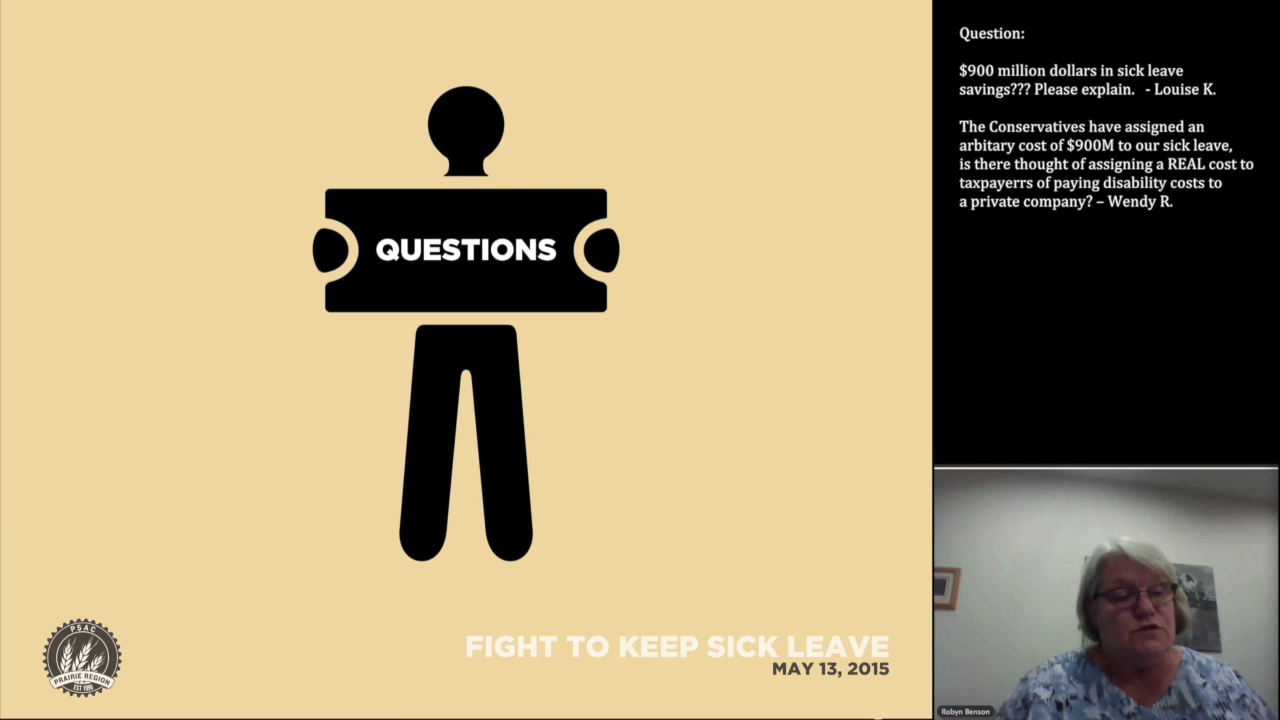 QUESTIONS
PSAC
PRAIRIE REGION
FIGHT TO KEEP SICK LEAVE
MAY 13, 2015
Question:
$900 million dollars in sick leave
savings??? Please explain. - Louise K.
The Conservatives have assigned an
arbitary cost of $900M to our sick leave,
is there thought of assigning a REAL cost to
taxpayerrs of paying disability costs to
a private company? – Wendy R.
Robyn Benson